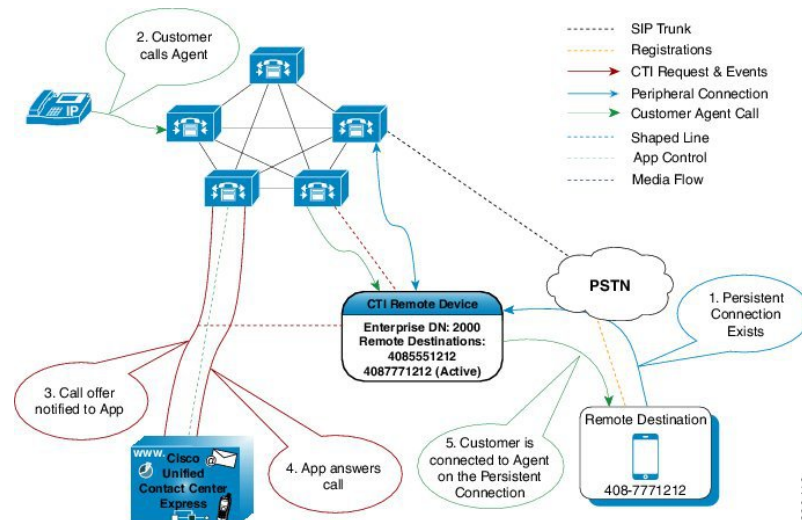 2. Customer
calls Agent
IP
SIP Trunk
Registrations
CTI Request & Events
Peripheral Connection
Customer Agent Call
Shaped Line
App Control
Media Flow
PSTN
1. Persistent
Connection
Exists
CTI Remote Device
Enterprise DN: 2000
Remote Destinations:
4085551212
4087771212 (Active)
3. Call offer
notified to App
4. App answers
call
5. Customer is
connected to Agent
on the Persistent
Connection
Remote Destination
408-7771212
www.
Cisco
Unified
Contact Center
Express